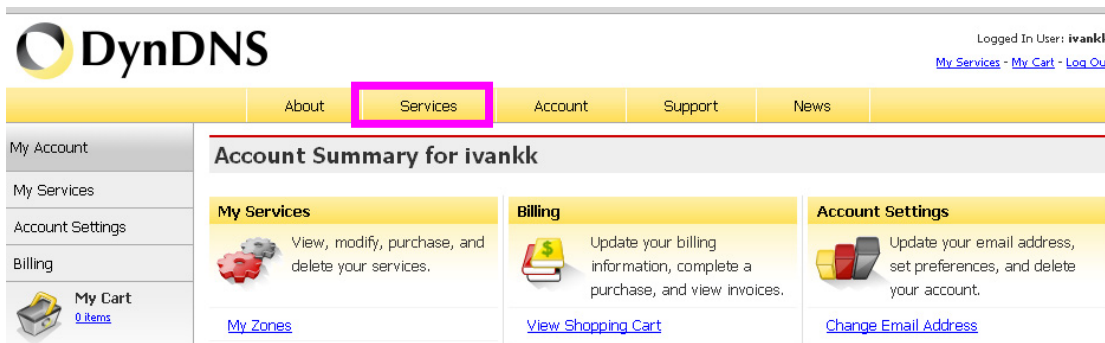 DynDNS
Logged In User: ivankk
My Services - My Cart - Log Ou
About Services Account Support News
My Account
My Services
Account Settings
Billing
My Cart
0 items
Account Summary for ivankk
My Services
View, modify, purchase, and
delete your services.
My Zones
Billing
Update your billing
information, complete a
purchase, and view invoices.
View Shopping Cart
Account Settings
Update your email address,
set preferences, and delete
your account.
Change Email Address